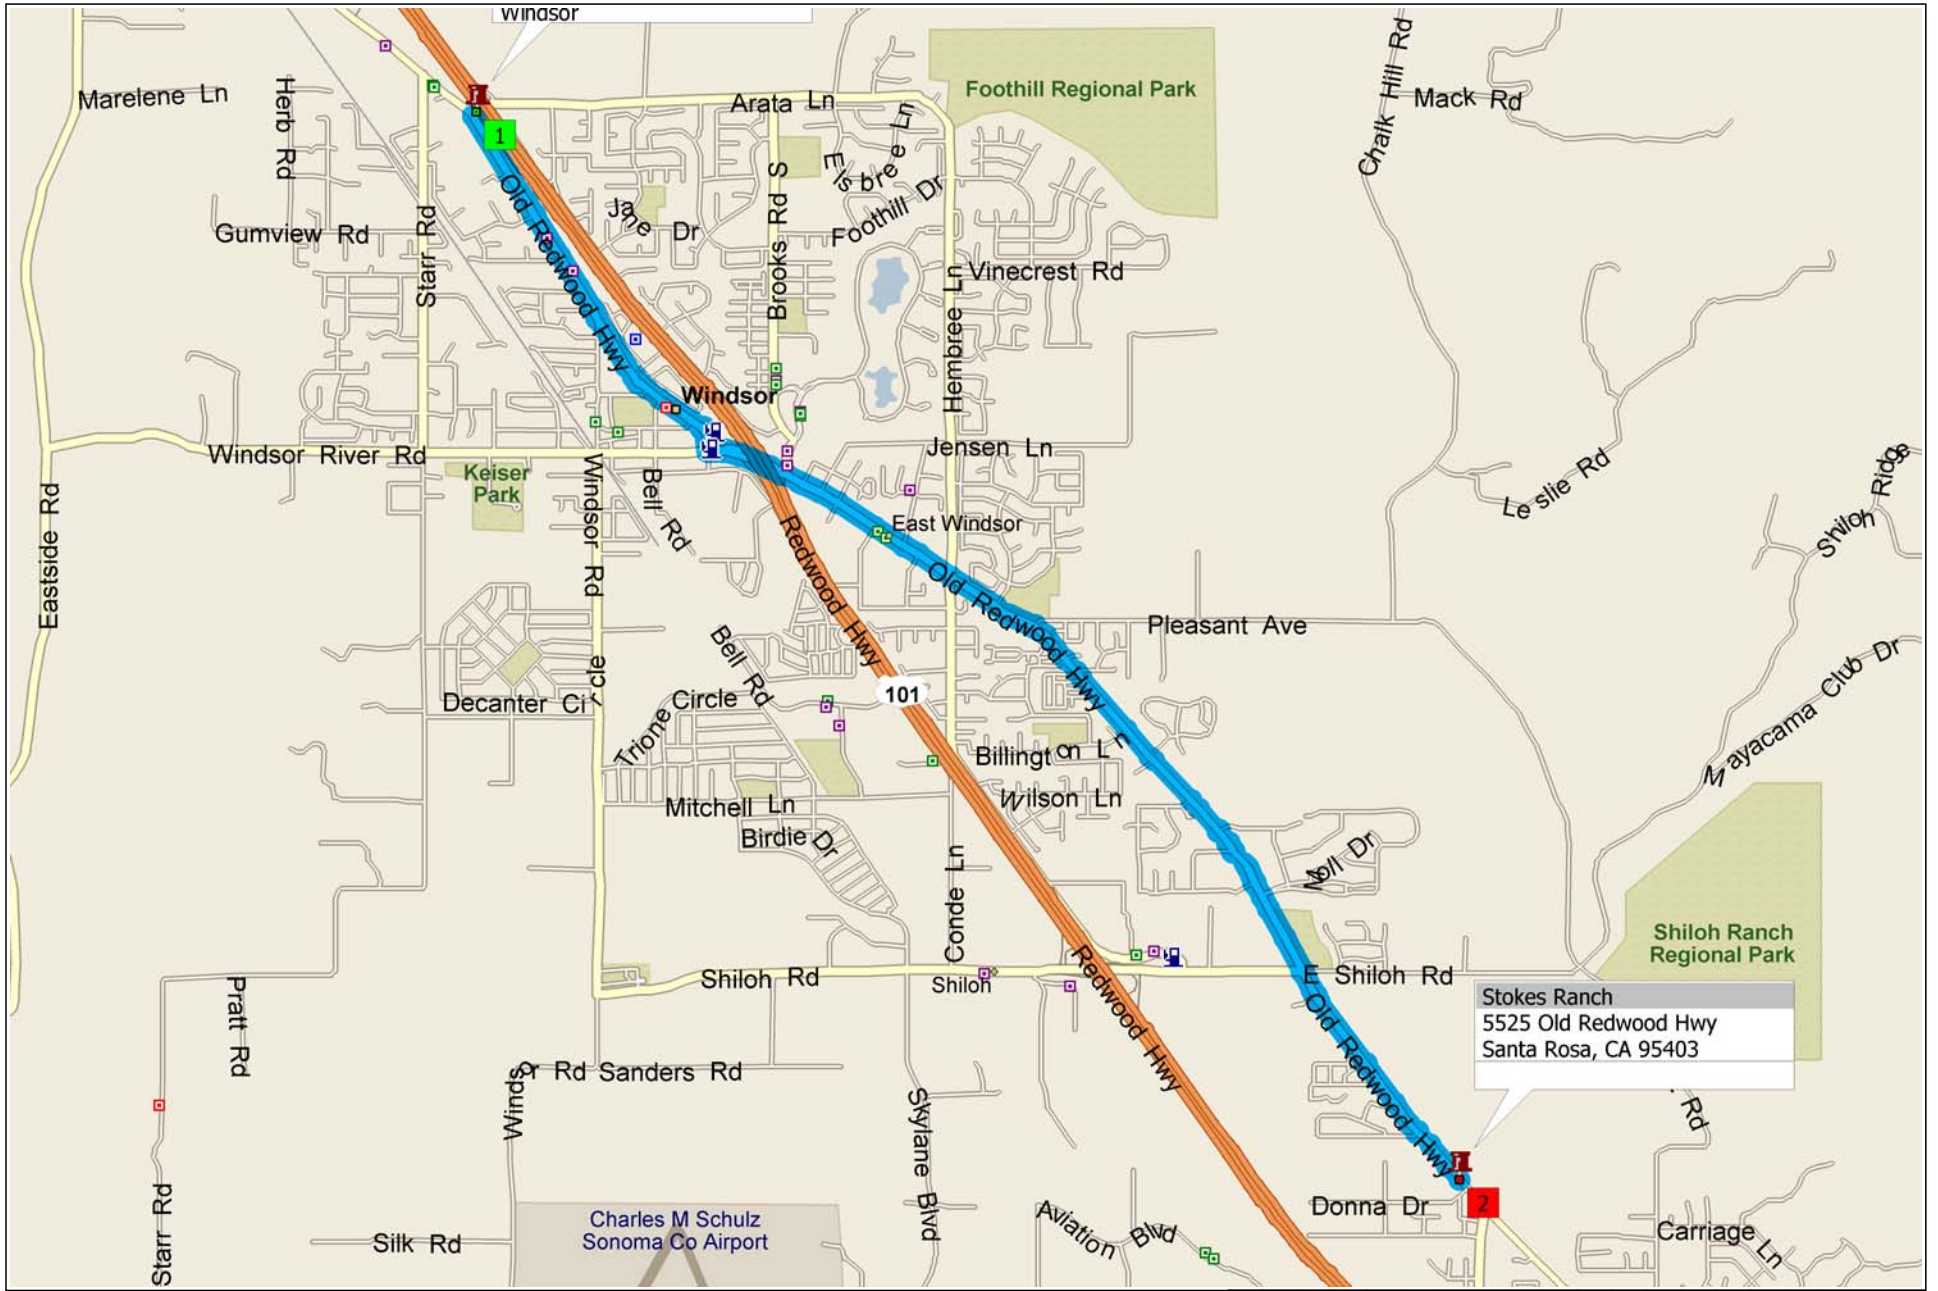 Windsor
Marelene Ln
Herb Rd
1
Arata Ln
Foothill Regional Park
Chalk Hill Rd
Mack Rd
Elsbree Ln
Old Redwood Hwy
Jane Dr
Brooks Rd S
Foothill Dr
Gumview Rd
Starr Rd
Hembree Ln
Vinecrest Rd
Windsor
Windsor River Rd
Keiser
Park
Jensen Ln
Leslie Rd
Shiloh Ridge
Eastside Rd
Windsor Rd
Bell Rd
Redwood Hwy
East Windsor
Old Redwood Hwy
Pleasant Ave
Bell Rd
101
Decanter Circle
Trione Circle
Mayacama Club Dr
Billington Ln
Wilson Ln
Mitchell Ln
Birdie Dr
Conde Ln
Noll Dr
Shiloh Ranch
Regional Park
Redwood Hwy
Shiloh Rd
Shiloh
E Shiloh Rd
Pratt Rd
Stokes Ranch
5525 Old Redwood Hwy
Santa Rosa, CA 95403
Old Redwood Hwy
Windsor Rd
Sanders Rd
Skylane Blvd
Rd
2
Donna Dr
Starr Rd
Silk Rd
Charles M Schulz
Sonoma Co Airport
Aviation Blvd
Carriage Ln